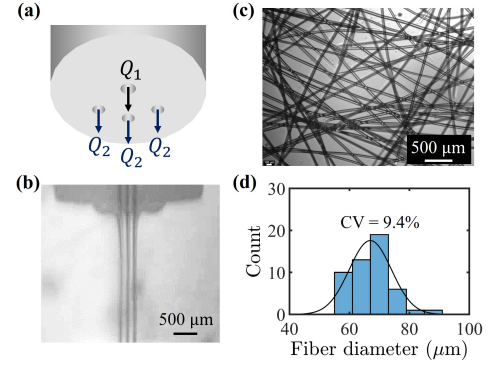 (a)
Q₁
Q₂
Q₂
Q₂
(b)
500 µm
(c)
500 µm
(d)
30
20
10
0
Count
CV = 9.4%
40
60
80
100
Fiber diameter (µm)